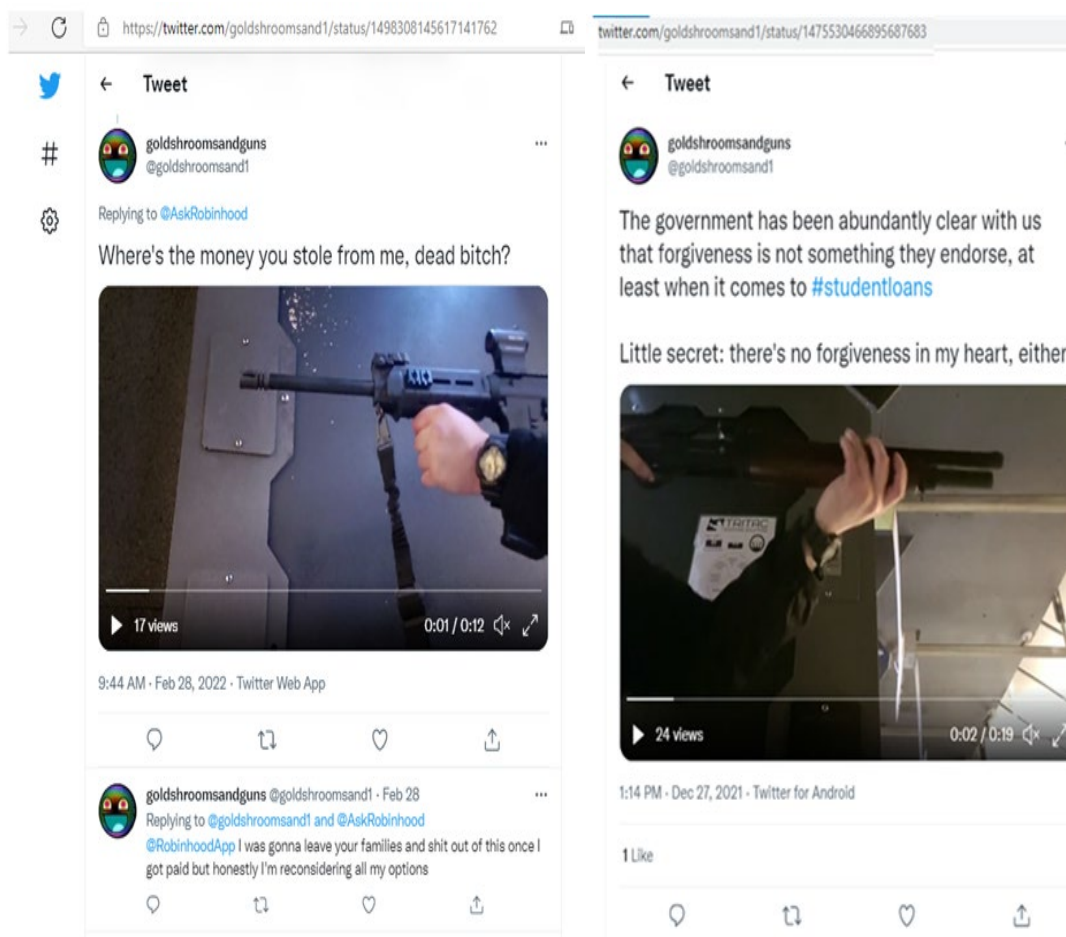 https://twitter.com/goldshroomsand1/status/1498308145617141762
Tweet
goldshroomsandguns
@goldshroomsand1
Replying to @AskRobinhood
Where's the money you stole from me, dead bitch?
17 views
0:01 / 0:12
9:44 AM · Feb 28, 2022 · Twitter Web App
goldshroomsandguns @goldshroomsand1 · Feb 28
Replying to @goldshroomsand1 and @AskRobinhood
@RobinhoodApp I was gonna leave your families and shit out of this once I
got paid but honestly I'm reconsidering all my options
twitter.com/goldshroomsand1/status/1475530466895687683
Tweet
goldshroomsandguns
@goldshroomsand1
The government has been abundantly clear with us
that forgiveness is not something they endorse, at
least when it comes to #studentloans
Little secret: there's no forgiveness in my heart, either
TRITAC
24 views
0:02 / 0:19
1:14 PM · Dec 27, 2021 · Twitter for Android
1 Like